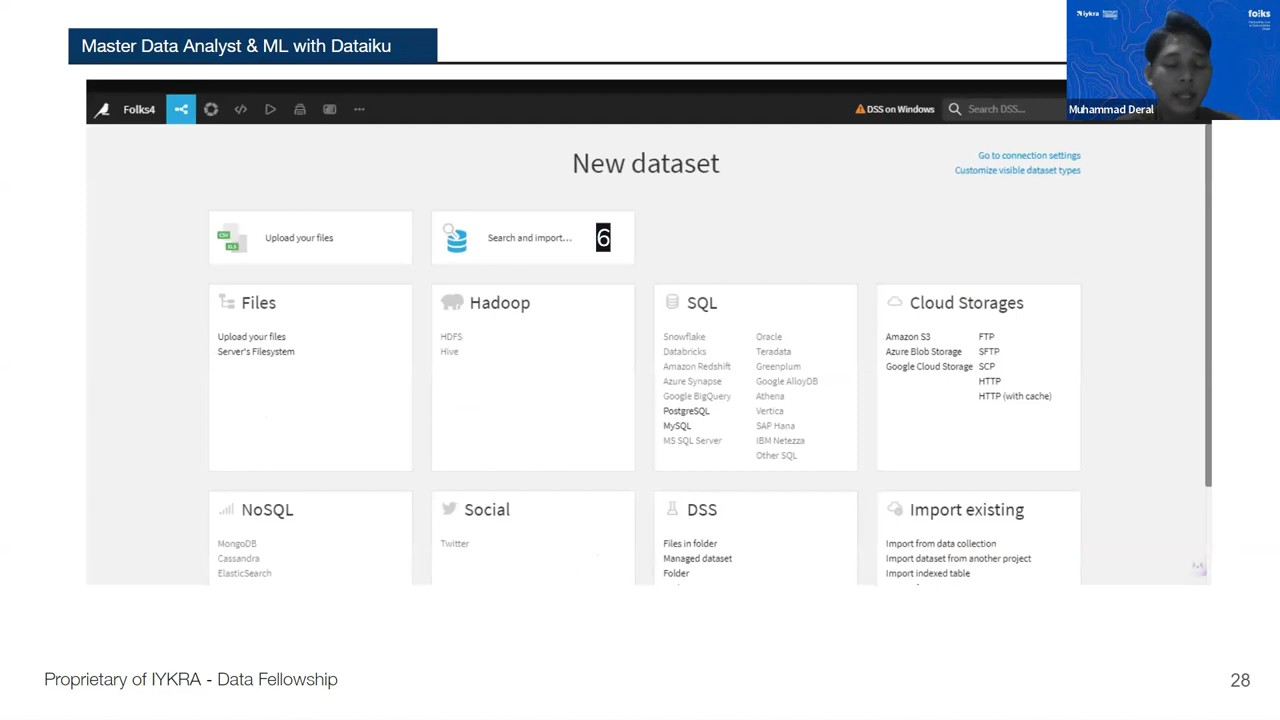 Master Data Analyst & ML with Dataiku
iykra
folks
Muhammad Deral
Folks4
DSS on Windows
Search DSS...
New dataset
Go to connection settings
Customize visible dataset types
CSV
XLS
Upload your files
Search and import...
6
Files
Upload your files
Server's Filesystem
Hadoop
HDFS
Hive
SQL
Snowflake
Databricks
Amazon Redshift
Azure Synapse
Google BigQuery
PostgreSQL
MySQL
MS SQL Server
Oracle
Teradata
Greenplum
Google AlloyDB
Athena
Vertica
SAP Hana
IBM Netezza
Other SQL
Cloud Storages
Amazon S3
Azure Blob Storage
Google Cloud Storage
FTP
SFTP
SCP
HTTP
HTTP (with cache)
NoSQL
MongoDB
Cassandra
ElasticSearch
Social
Twitter
DSS
Files in folder
Managed dataset
Folder
Import existing
Import from data collection
Import dataset from another project
Import indexed table
Proprietary of IYKRA - Data Fellowship
28